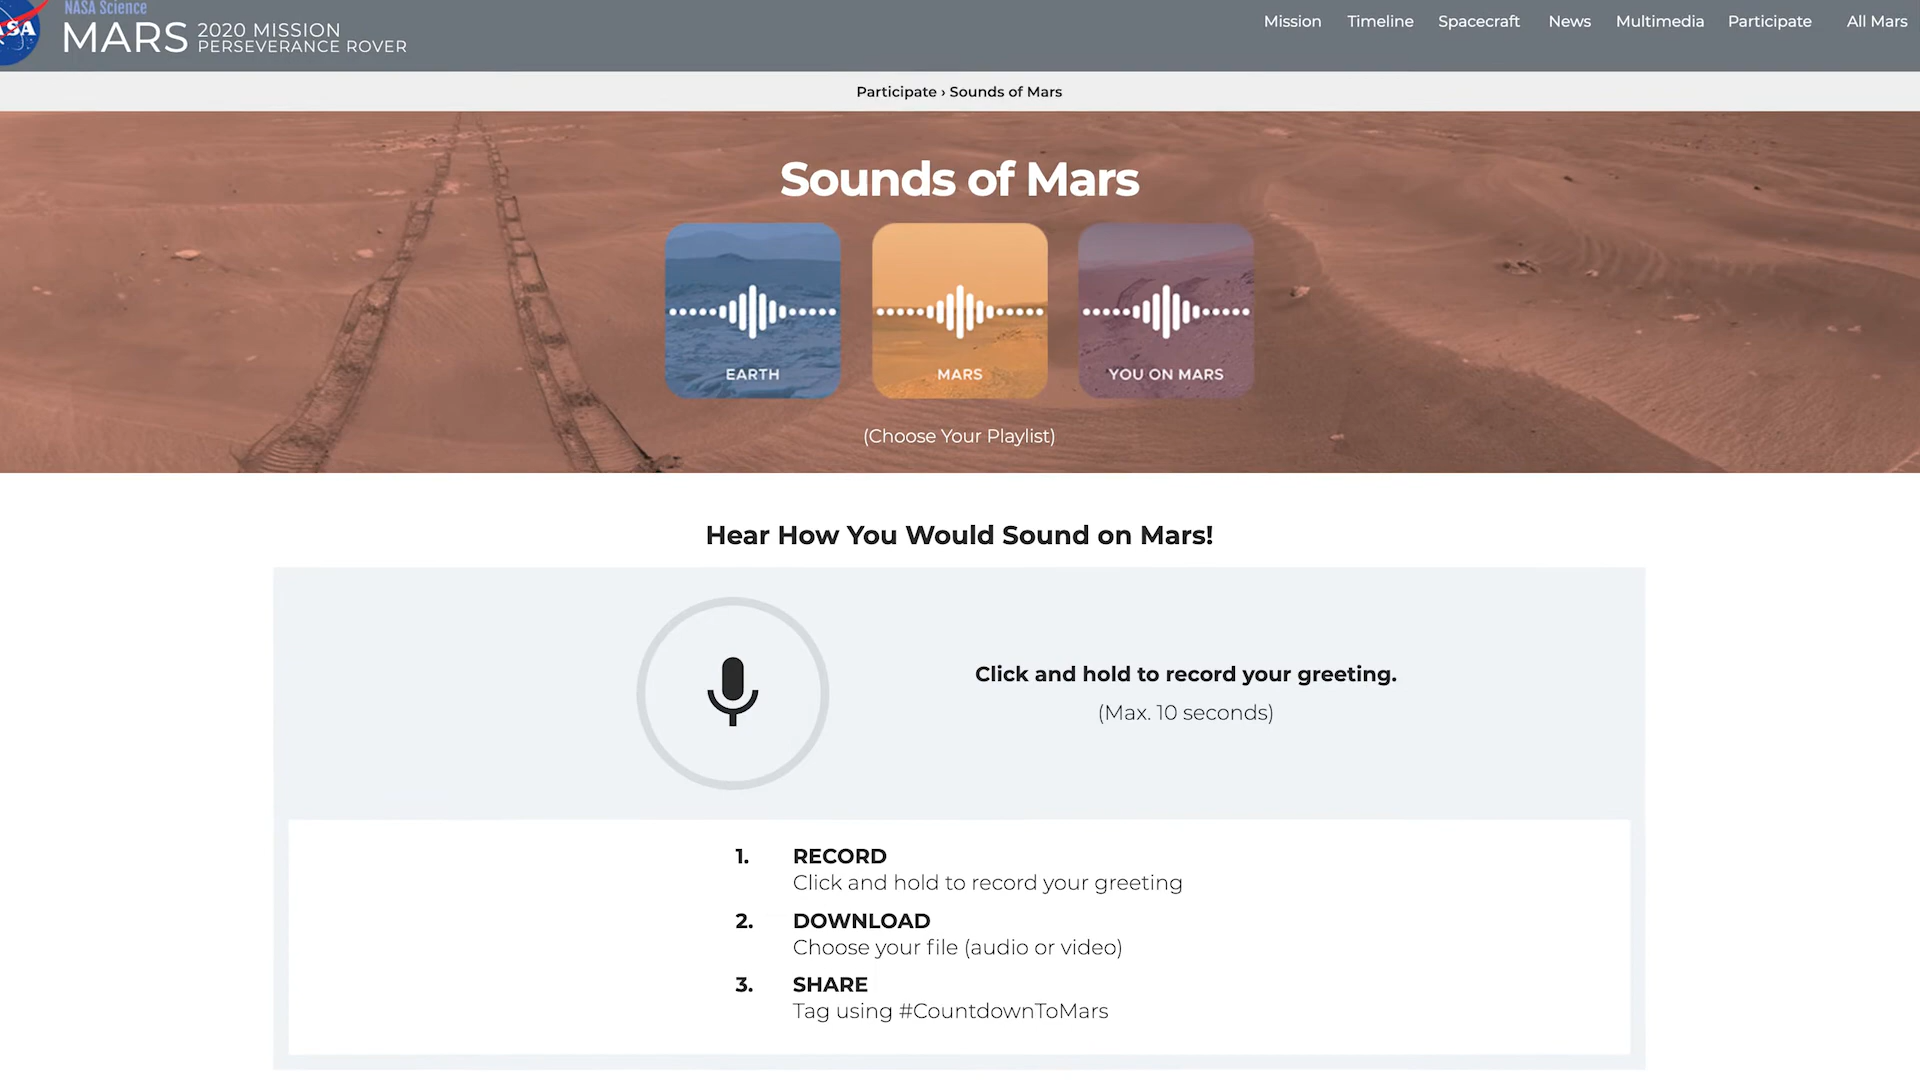 NASA Science
MARS 2020 MISSION
PERSEVERANCE ROVER
Mission Timeline Spacecraft News Multimedia Participate All Mars
Participate › Sounds of Mars
Sounds of Mars
EARTH MARS YOU ON MARS
(Choose Your Playlist)
Hear How You Would Sound on Mars!
Click and hold to record your greeting.
(Max. 10 seconds)
1. RECORD
Click and hold to record your greeting
2. DOWNLOAD
Choose your file (audio or video)
3. SHARE
Tag using #CountdownToMars